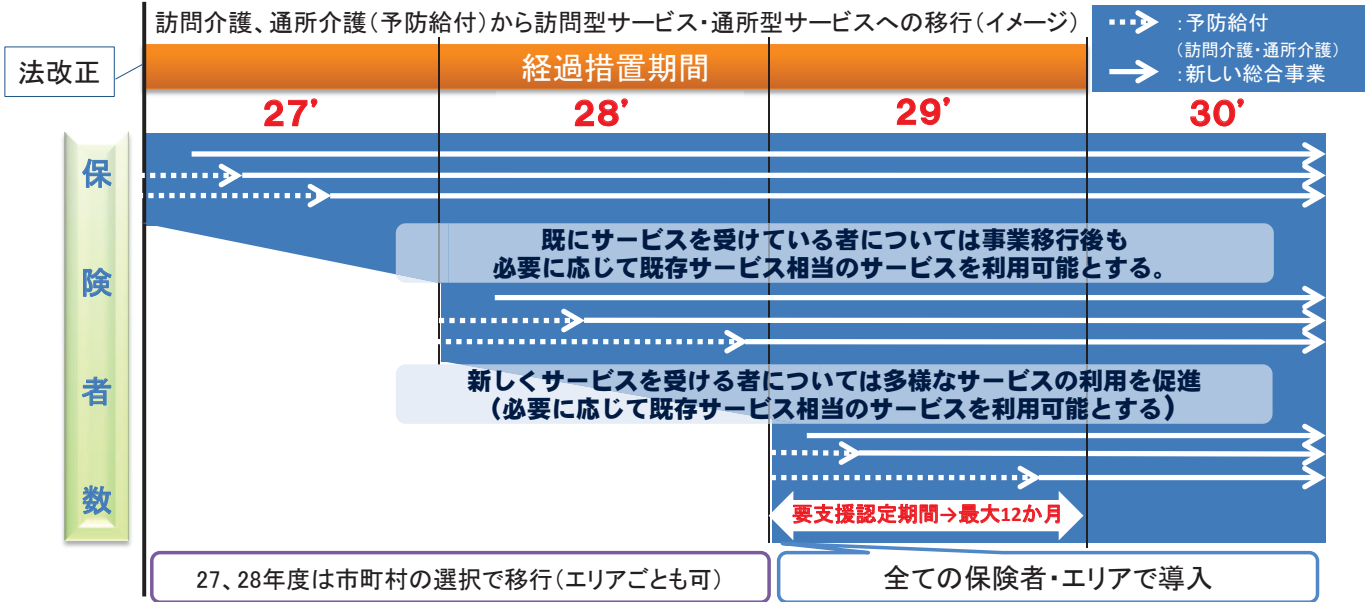 訪問介護、通所介護（予防給付）から訪問型サービス・通所型サービスへの移行（イメージ）
：予防給付
（訪問介護・通所介護）
：新しい総合事業
法改正
経過措置期間
27’
28’
29’
30’
保険者数
既にサービスを受けている者については事業移行後も
必要に応じて既存サービス相当のサービスを利用可能とする。
新しくサービスを受ける者については多様なサービスの利用を促進
（必要に応じて既存サービス相当のサービスを利用可能とする）
要支援認定期間→最大12か月
27、28年度は市町村の選択で移行（エリアごとも可）
全ての保険者・エリアで導入